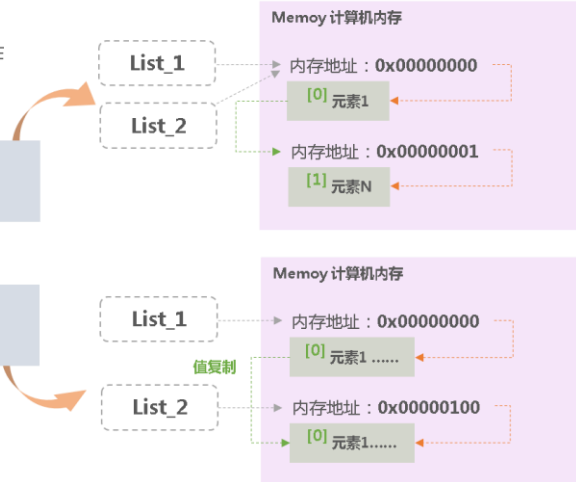 Memoy 计算机内存
List_1
内存地址：0x00000000
[0] 元素1
List_2
内存地址：0x00000001
[1] 元素N
Memoy 计算机内存
List_1
内存地址：0x00000000
[0] 元素1 ……
值复制
List_2
内存地址：0x00000100
[0] 元素1……